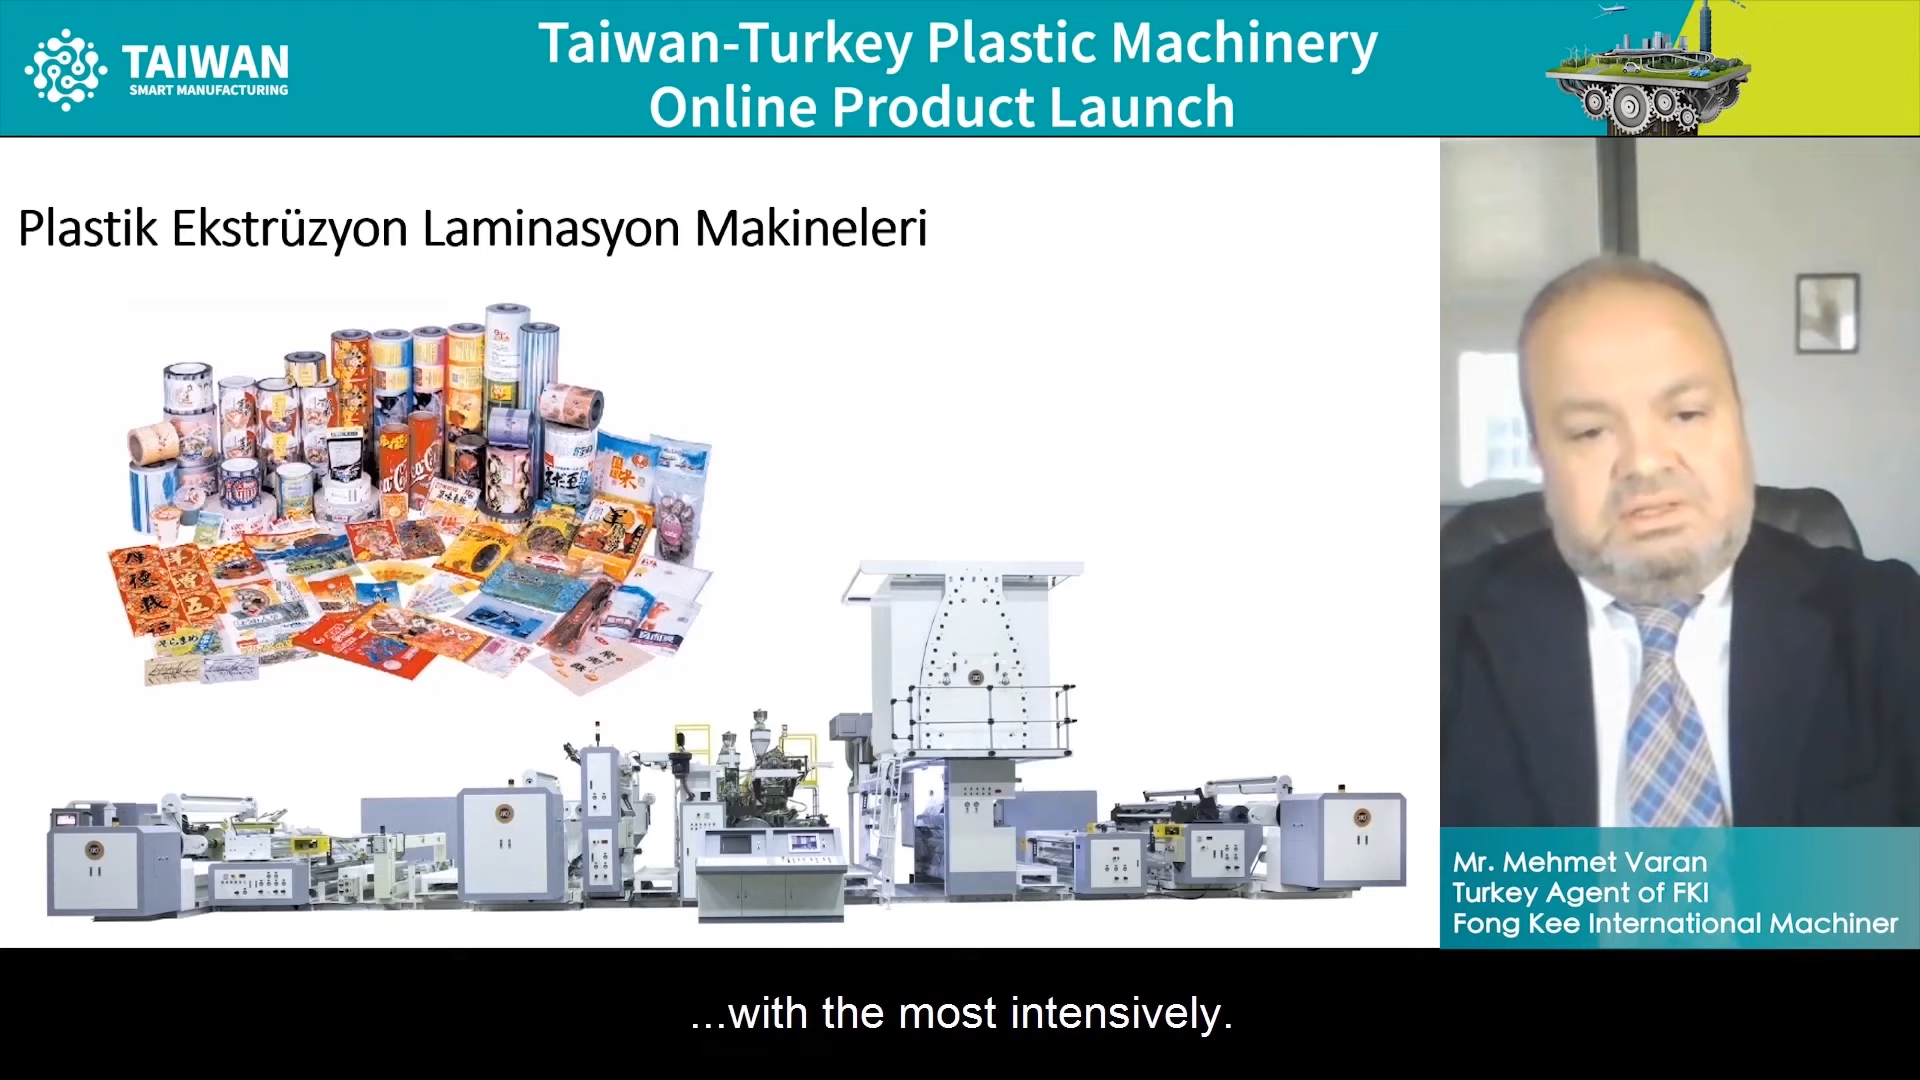 TAIWAN
SMART MANUFACTURING
Taiwan-Turkey Plastic Machinery
Online Product Launch
Plastik Ekstrüzyon Laminasyon Makineleri
Mr. Mehmet Varan
Turkey Agent of FKI
Fong Kee International Machiner
...with the most intensively.